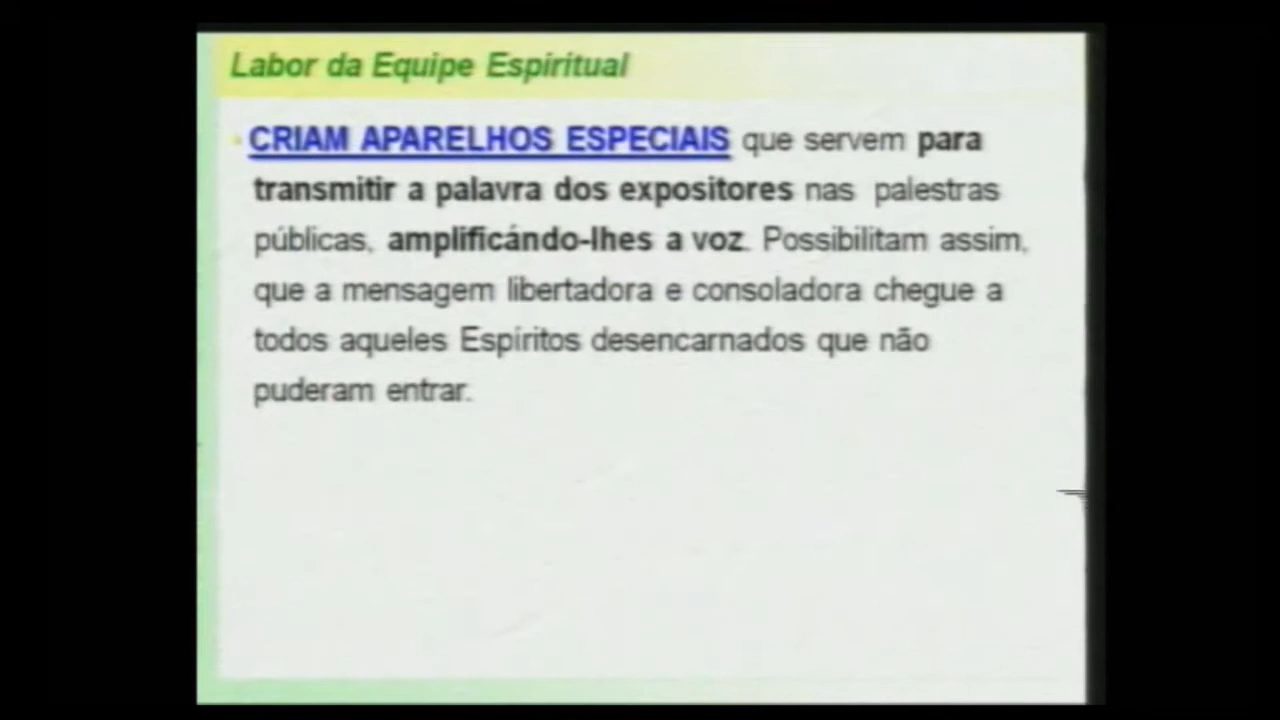 Labor da Equipe Espiritual
CRIAM APARELHOS ESPECIAIS que servem para
transmitir a palavra dos expositores nas palestras
públicas, amplificándo-lhes a voz. Possibilitam assim,
que a mensagem libertadora e consoladora chegue a
todos aqueles Espíritos desencarnados que não
puderam entrar.